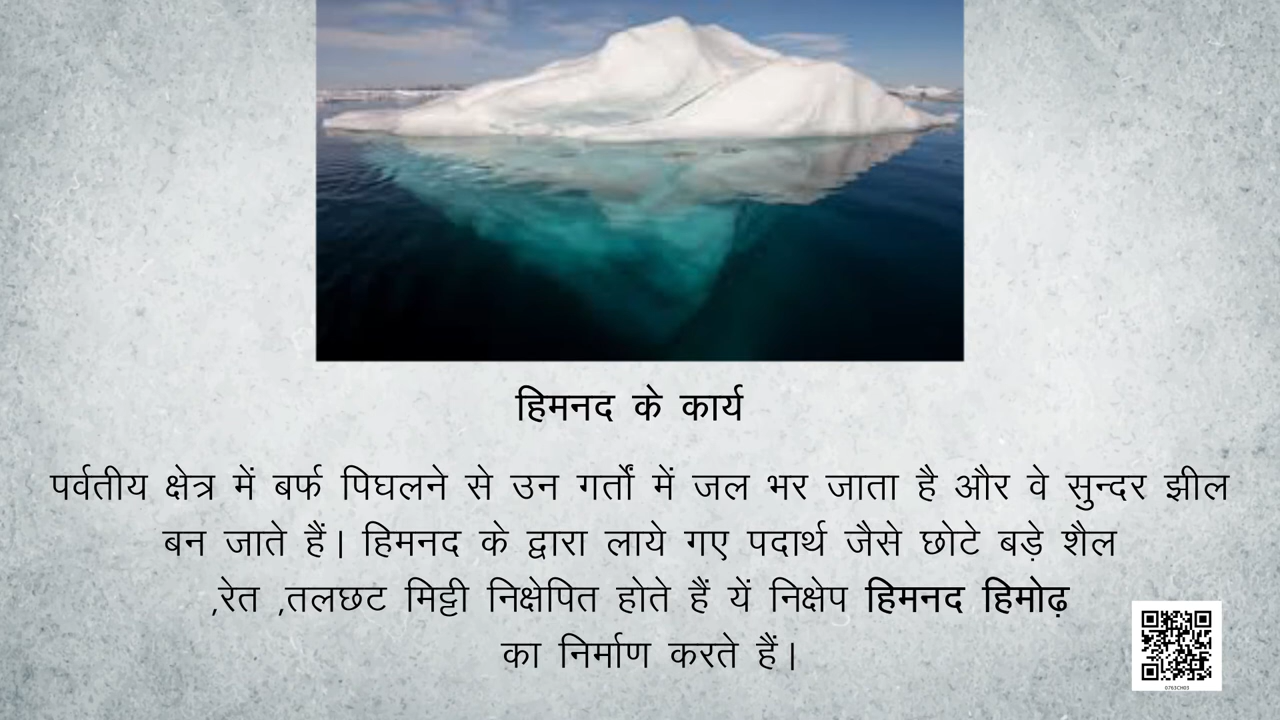 हिमनद के कार्य
पर्वतीय क्षेत्र में बर्फ पिघलने से उन गर्तों में जल भर जाता है और वे सुन्दर झील
बन जाते हैं। हिमनद के द्वारा लाये गए पदार्थ जैसे छोटे बड़े शैल
,रेत ,तलछट मिट्टी निक्षेपित होते हैं यें निक्षेप हिमनद हिमोढ़
का निर्माण करते हैं।
0763CH03